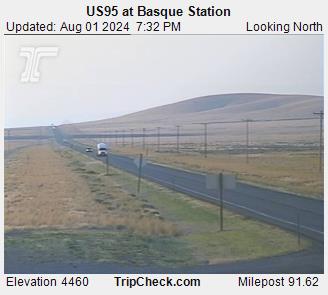 US95 at Basque Station
Updated: Aug 01 2024 7:32 PM Looking North
Elevation 4460 TripCheck.com Milepost 91.62